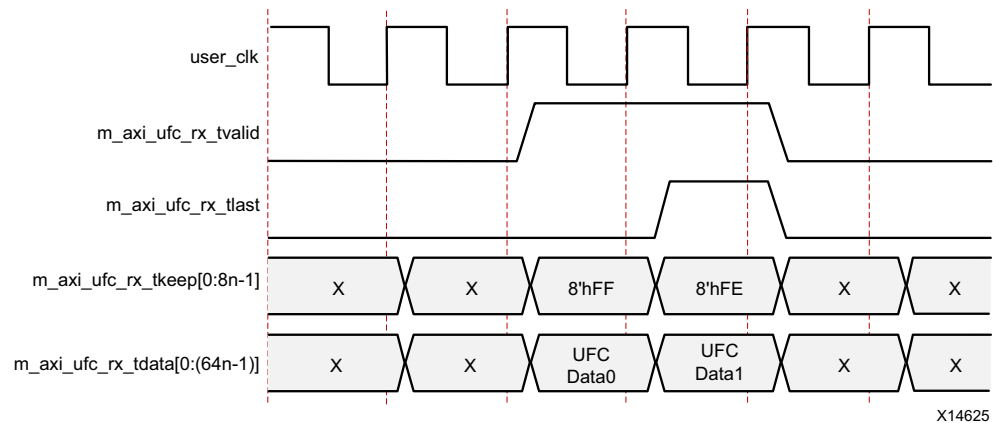 user_clk
m_axi_ufc_rx_tvalid
m_axi_ufc_rx_tlast
m_axi_ufc_rx_tkeep[0:8n-1] X X 8'hFF 8'hFE X X
m_axi_ufc_rx_tdata[0:(64n-1)] X X UFC Data0 UFC Data1 X X
X14625